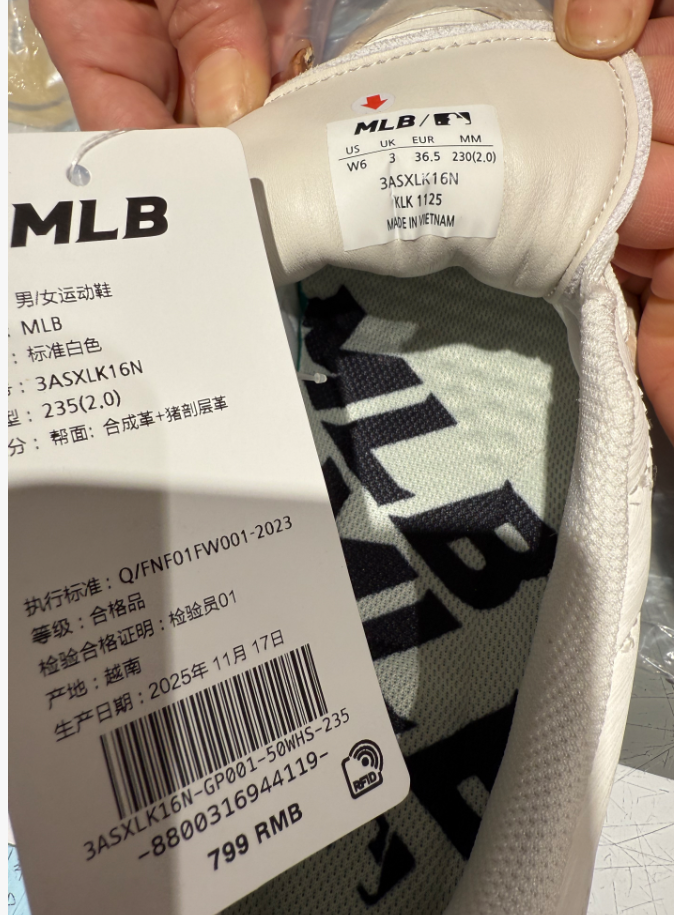 MLB
US UK EUR MM
W6 3 36.5 230(2.0)
3ASXLK16N
KLK 1125
MADE IN VIETNAM
MLB
男/女运动鞋
: MLB
: 标准白色
: 3ASXLK16N
型: 235(2.0)
分: 帮面: 合成革+猪剖层革
执行标准: Q/FNF01FW001-2023
等级: 合格品
检验合格证明: 检验员01
产地: 越南
生产日期: 2025年 11月 17日
3ASXLK16N-GP001-50WHS-235
-8800316944119-
799 RMB
RFID
MLB